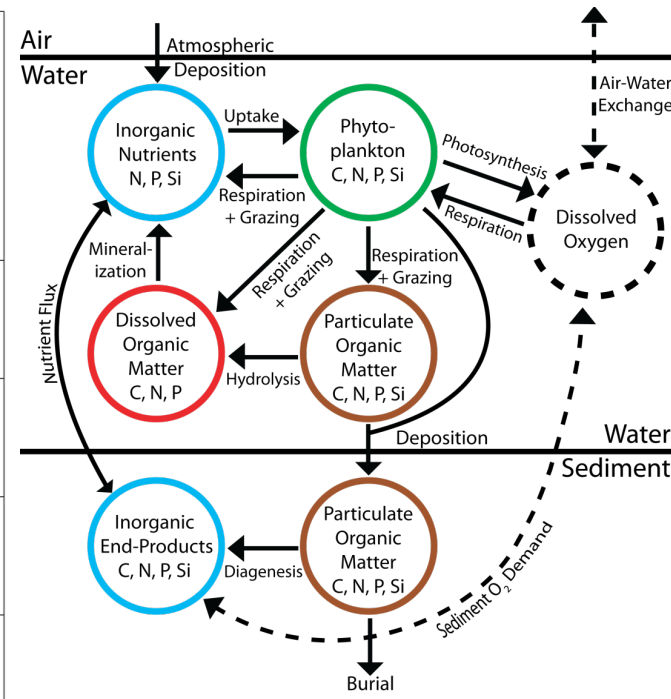 Air
Atmospheric
Deposition
Water
Air-Water
Exchange
Inorganic
Nutrients
N, P, Si
Uptake
Phyto-
plankton
C, N, P, Si
Photosynthesis
Respiration
Dissolved
Oxygen
Respiration
+ Grazing
Mineral-
ization
Respiration
+ Grazing
Respiration
+ Grazing
Nutrient Flux
Dissolved
Organic
Matter
C, N, P
Hydrolysis
Particulate
Organic
Matter
C, N, P, Si
Deposition
Water
Sediment
Inorganic
End-Products
C, N, P, Si
Diagenesis
Particulate
Organic
Matter
C, N, P, Si
Sediment O₂ Demand
Burial